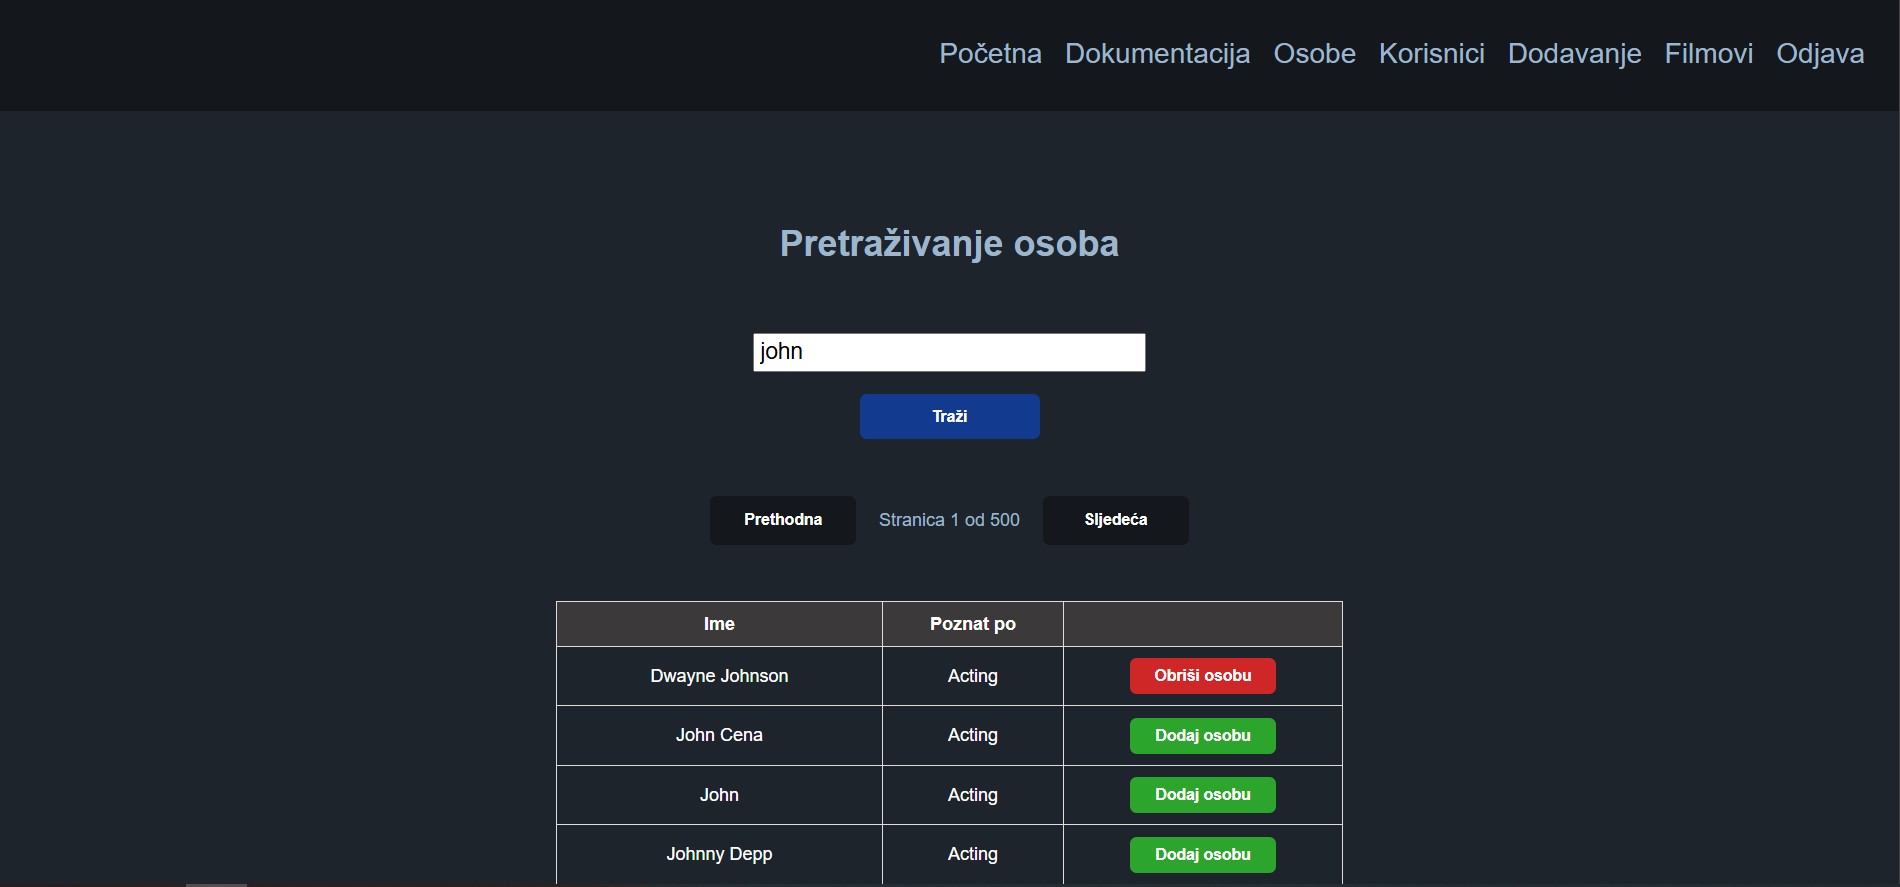 Početna Dokumentacija Osobe Korisnici Dodavanje Filmovi Odjava
Pretraživanje osoba
john
Traži
Prethodna Stranica 1 od 500 Sljedeća
Ime Poznat po
Dwayne Johnson Acting Obriši osobu
John Cena Acting Dodaj osobu
John Acting Dodaj osobu
Johnny Depp Acting Dodaj osobu